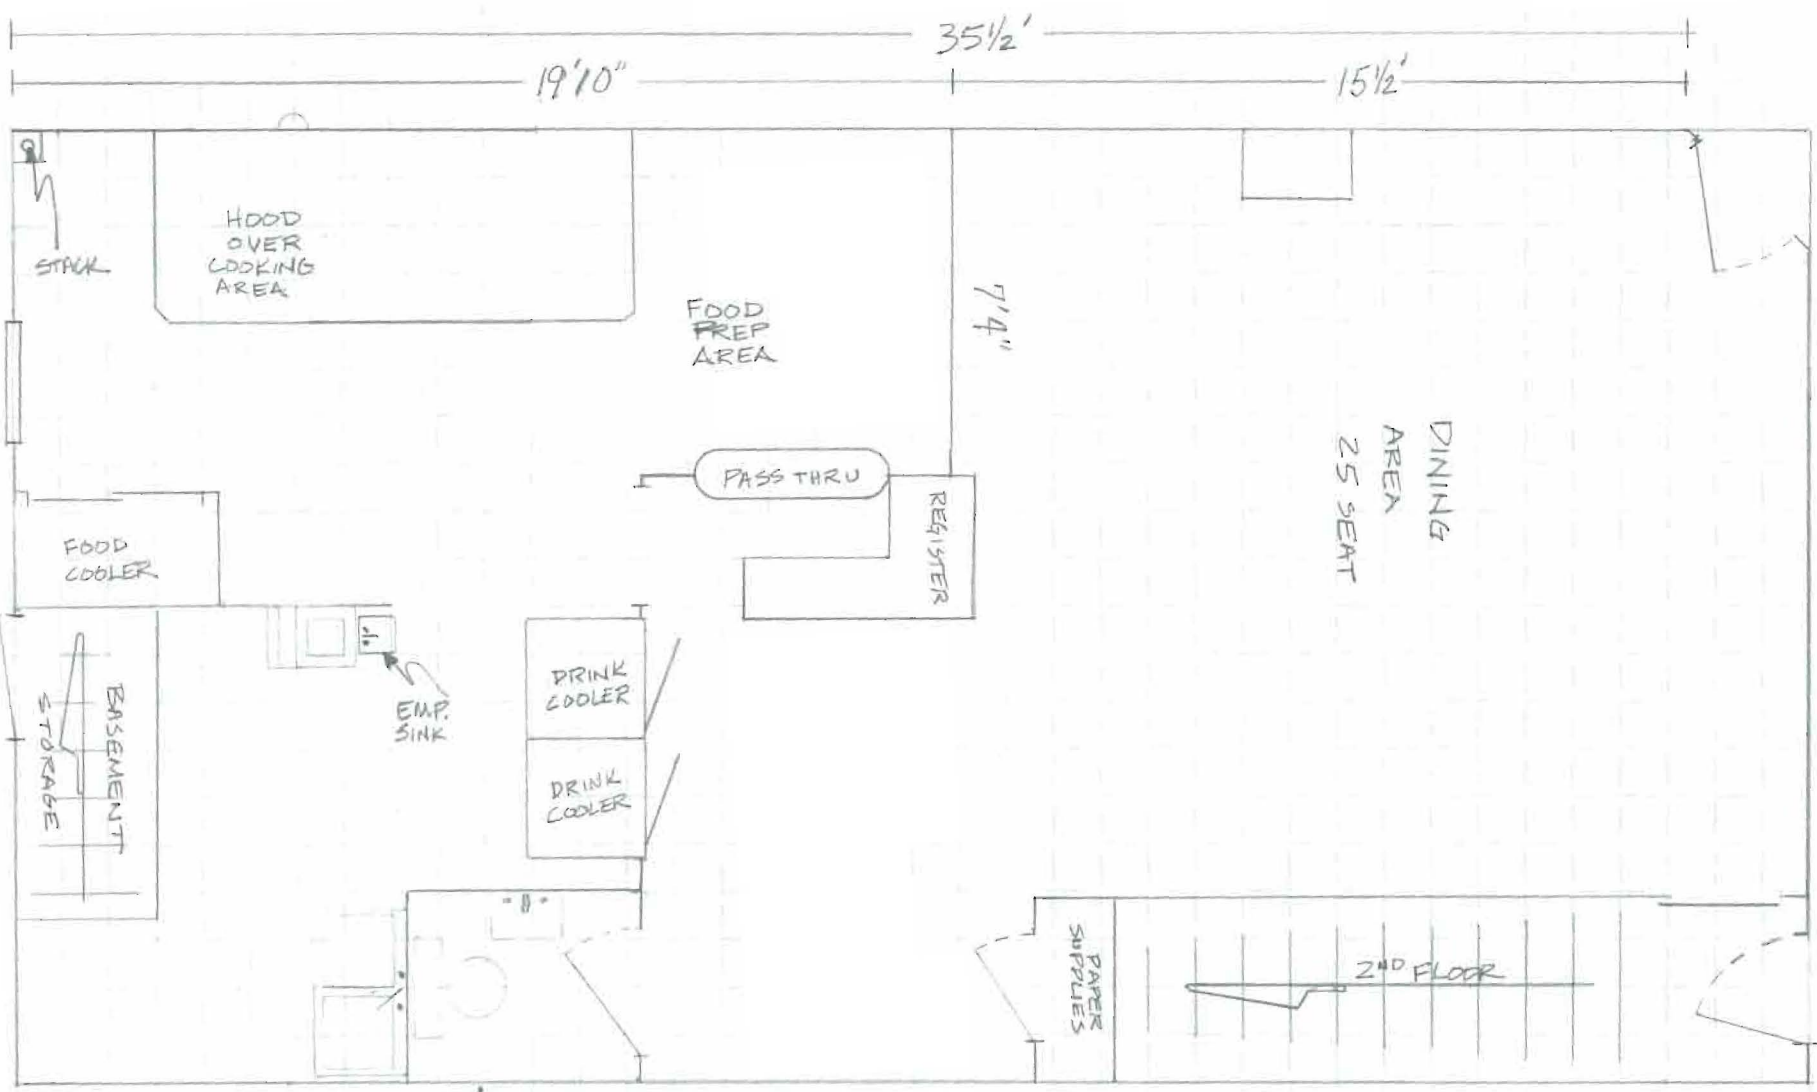 35½'
19'10"
15½'
HOOD
OVER
COOKING
AREA
STACK
FOOD
PREP
AREA
7'4"
DINING
AREA
25 SEAT
PASS THRU
REGISTER
FOOD
COOLER
DRINK
COOLER
EMP.
SINK
BASEMENT
STORAGE
DRINK
COOLER
PAPER
SUPPLIES
2ND FLOOR